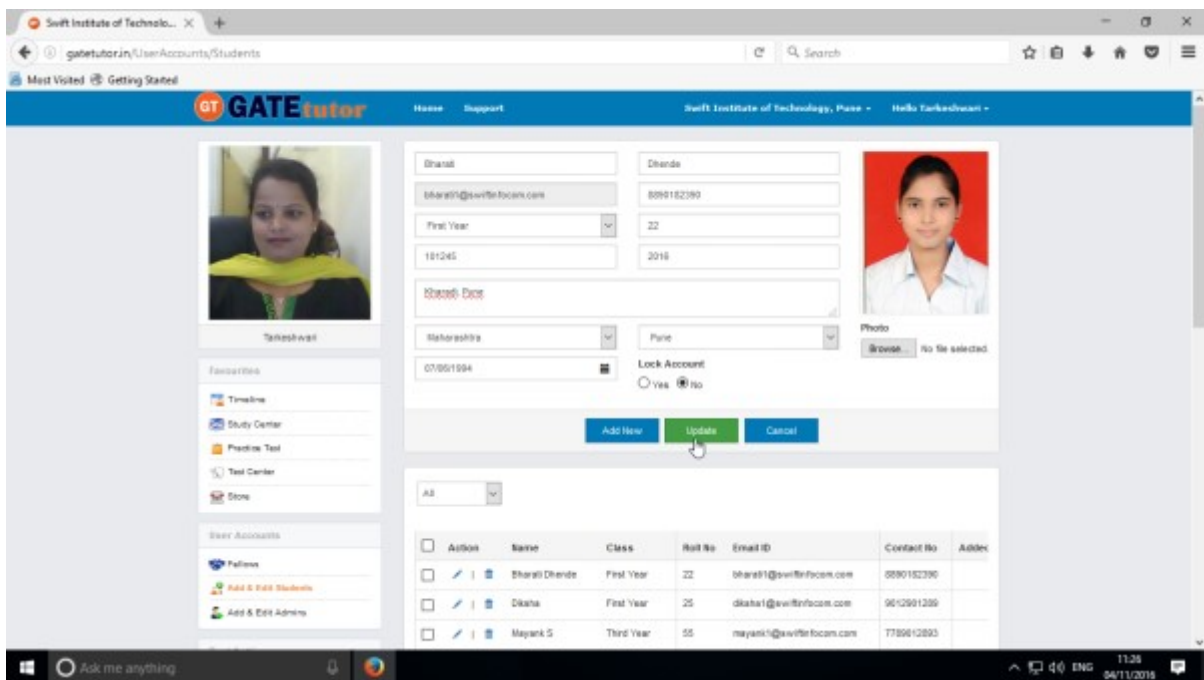 Swift Institute of Technolo...
gatetutor.in/UserAccounts/Students
Search
Most Visited Getting Started
GT GATEtutor Home Support Swift Institute of Technology, Pune Hello Tarkeshwari
Bharati Dhende
bharati1@swiftinfocom.com 8890182390
First Year 22
101245 2016
Kharadi, Pune
Maharashtra Pune
Photo
Browse... No file selected.
07/06/1994 Lock Account
Yes No
Add New Update Cancel
Tarkeshwari
Favourites
Timeline
Study Center
Practice Test
Test Center
Store
User Accounts
Fellows
Add & Edit Students
Add & Edit Admins
All
Action Name Class Roll No Email ID Contact No Added
Bharati Dhende First Year 22 bharati1@swiftinfocom.com 8890182390
Diksha First Year 25 diksha1@swiftinfocom.com 9612901289
Mayank S Third Year 55 mayank1@swiftinfocom.com 7789012893
Ask me anything
ENG 11:26
04/11/2016